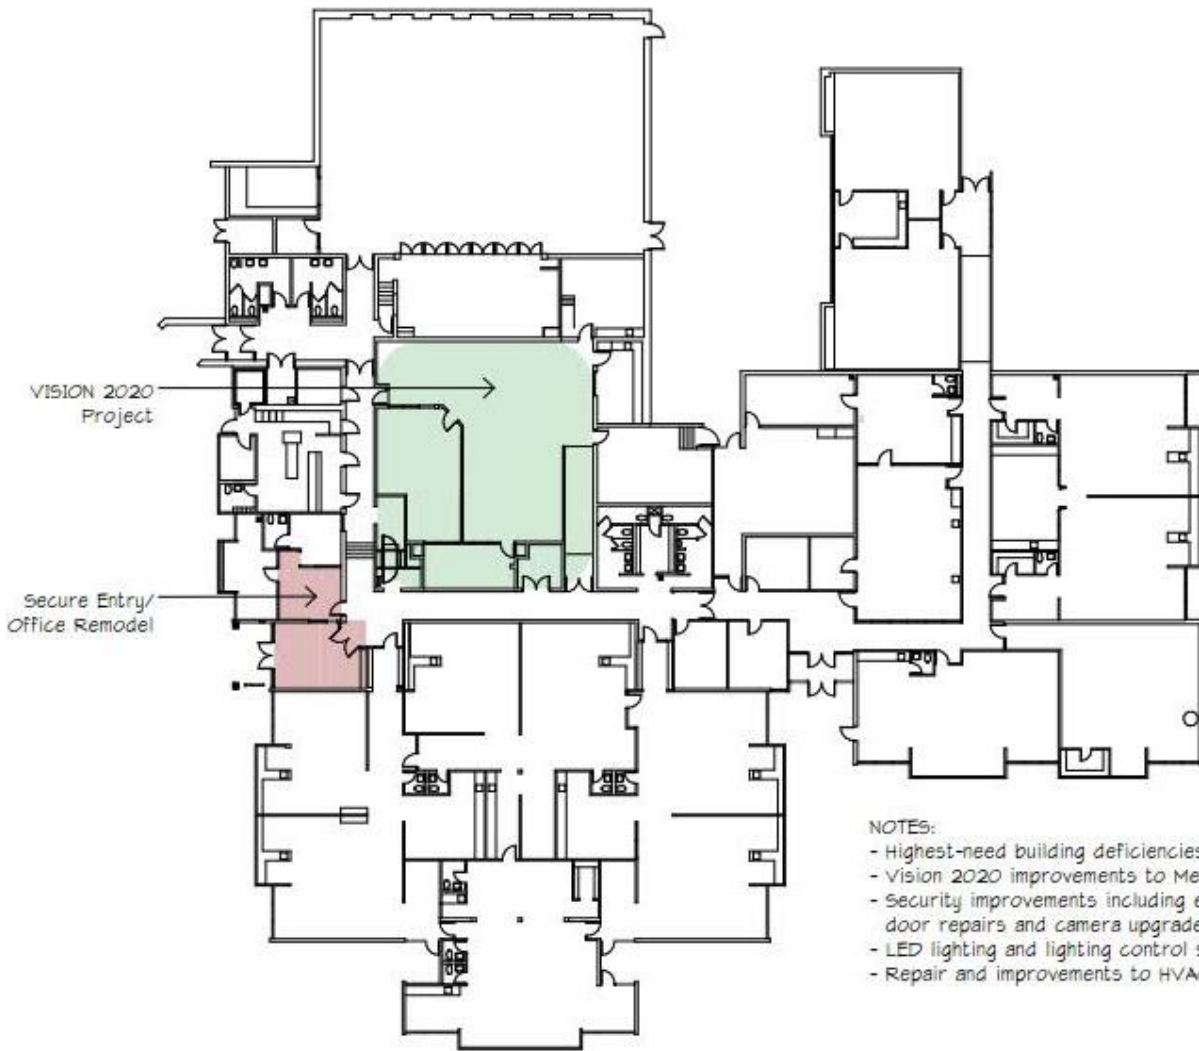 VISION 2020
Project
Secure Entry/
Office Remodel
NOTES:
- Highest-need building deficiencies
- Vision 2020 improvements to Me
- Security improvements including e
door repairs and camera upgrade
- LED lighting and lighting control s
- Repair and improvements to HVA